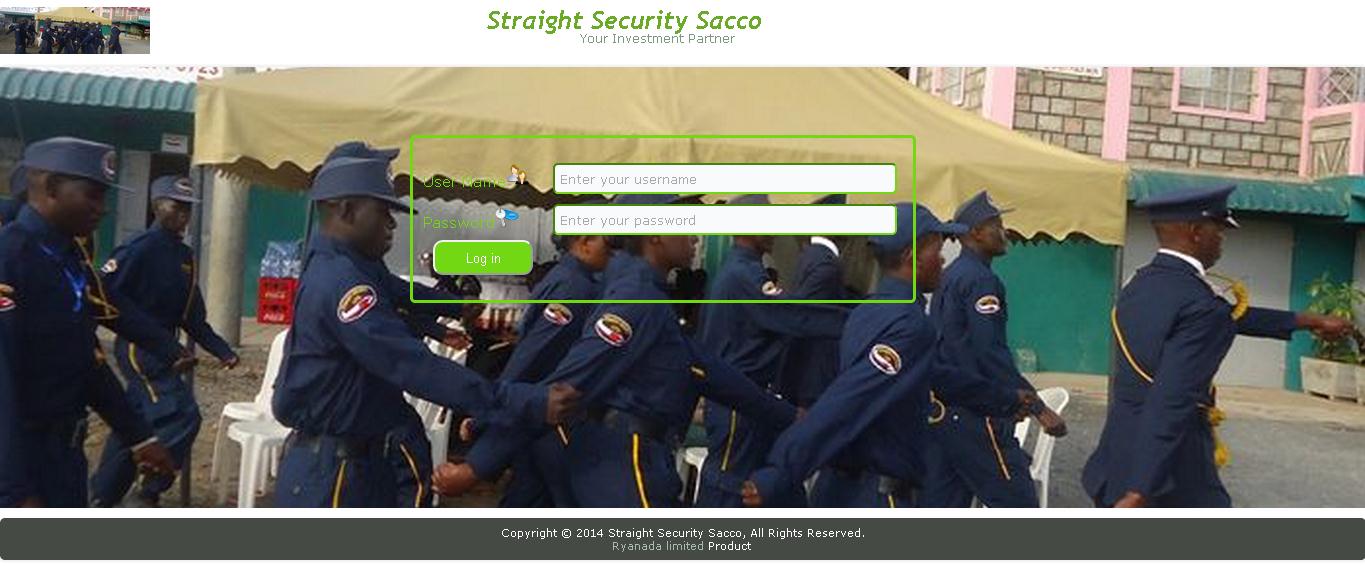 Straight Security Sacco
Your Investment Partner
User Name
Enter your username
Password
Enter your password
Log in
Copyright © 2014 Straight Security Sacco, All Rights Reserved.
Ryanada limited Product